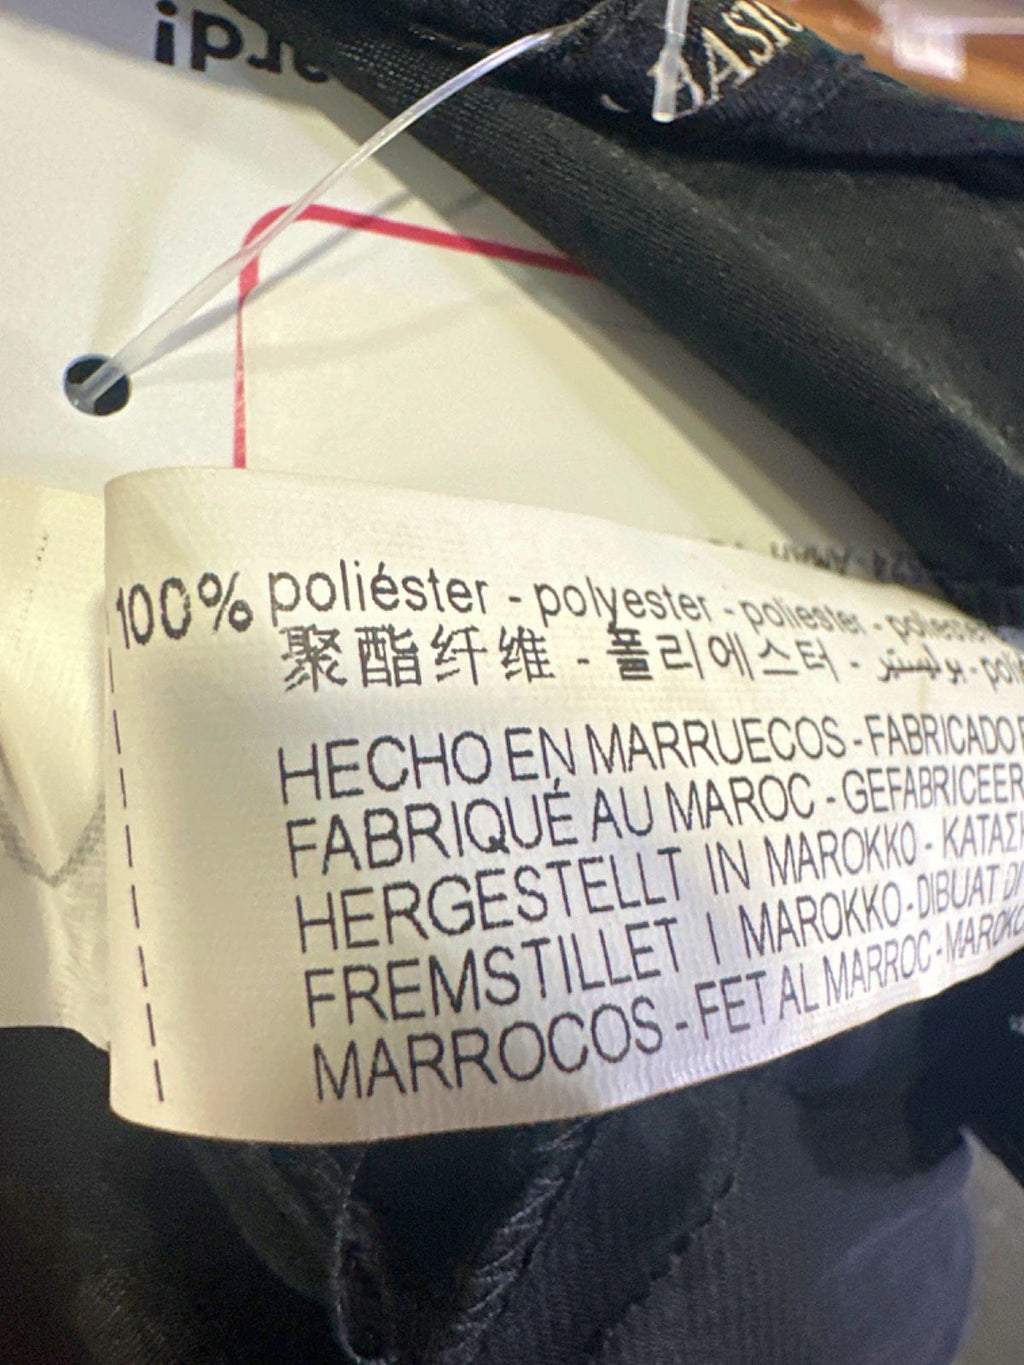 100% poliéster - polyester - poliester - poliester
聚酯纤维 - 폴리에스터 - بوليستر -
HECHO EN MARRUECOS - FABRICADO
FABRIQUÉ AU MAROC - GEFABRICEER
HERGESTELLT IN MAROKKO -
FREMSTILLET I MAROKKO - DIBUAT DI
MARROCOS - FET AL MARROC -